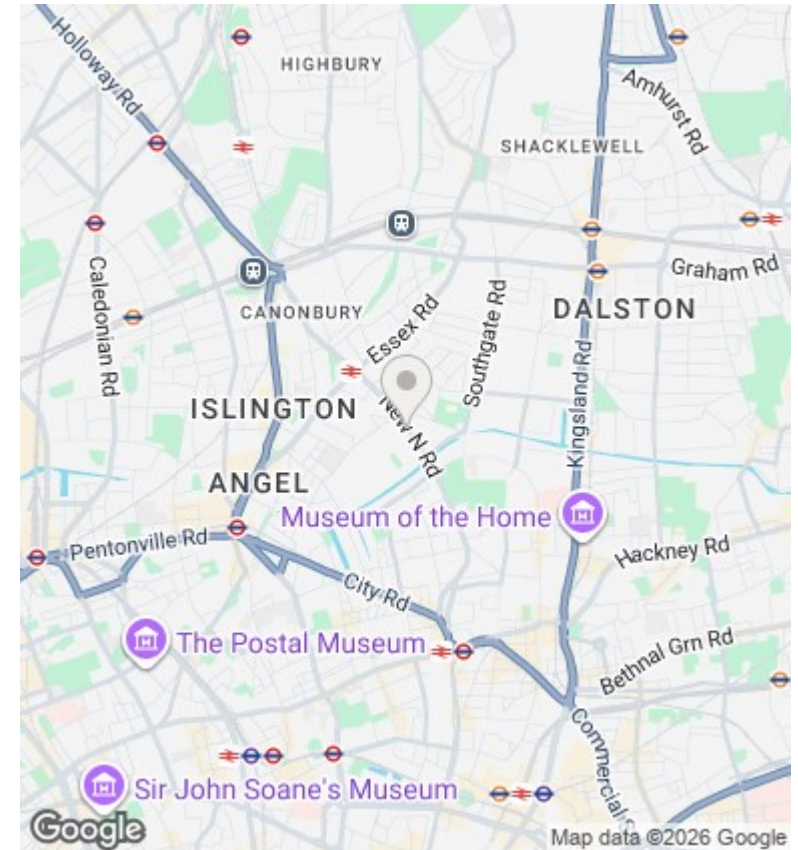 Holloway Rd
HIGHBURY
Amhurst Rd
SHACKLEWELL
Caledonian Rd
CANONBURY
Graham Rd
Essex Rd
Southgate Rd
DALSTON
ISLINGTON
New N Rd
Kingsland Rd
ANGEL
Museum of the Home
Pentonville Rd
Hackney Rd
City Rd
The Postal Museum
Bethnal Grn Rd
Commercial S
Sir John Soane's Museum
Google
Map data ©2026 Google